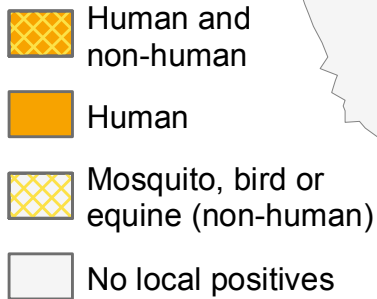 Human and
non-human
Human
Mosquito, bird or
equine (non-human)
No local positives